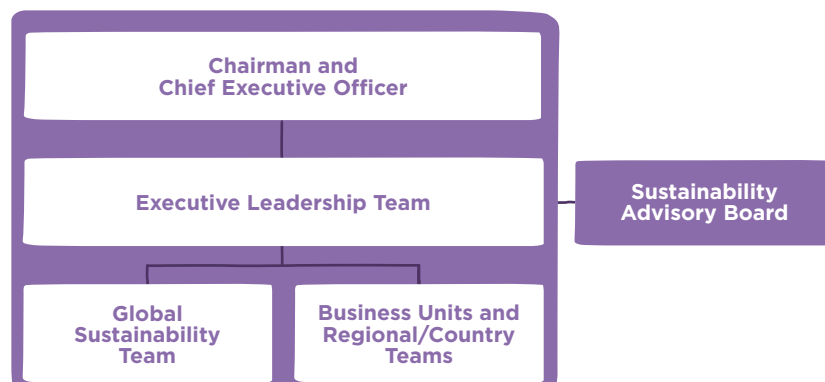 Chairman and
Chief Executive Officer
Executive Leadership Team
Sustainability
Advisory Board
Global
Sustainability
Team
Business Units and
Regional/Country
Teams